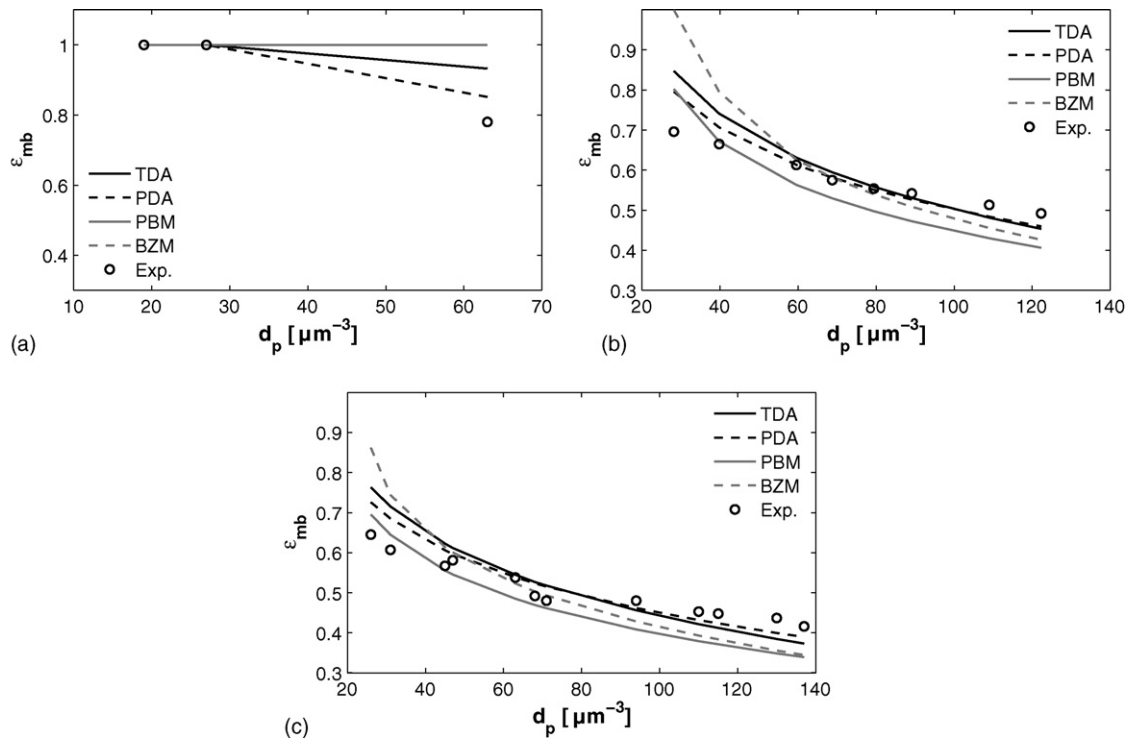 1
0.8
0.6
0.4
ε_mb
TDA
PDA
PBM
BZM
Exp.
10 20 30 40 50 60 70
d_p [ µm⁻³ ]
(a)
0.9
0.8
0.7
0.6
0.5
0.4
0.3
ε_mb
TDA
PDA
PBM
BZM
Exp.
20 40 60 80 100 120 140
d_p [ µm⁻³ ]
(b)
0.9
0.8
0.7
0.6
0.5
0.4
0.3
ε_mb
TDA
PDA
PBM
BZM
Exp.
20 40 60 80 100 120 140
d_p [ µm⁻³ ]
(c)